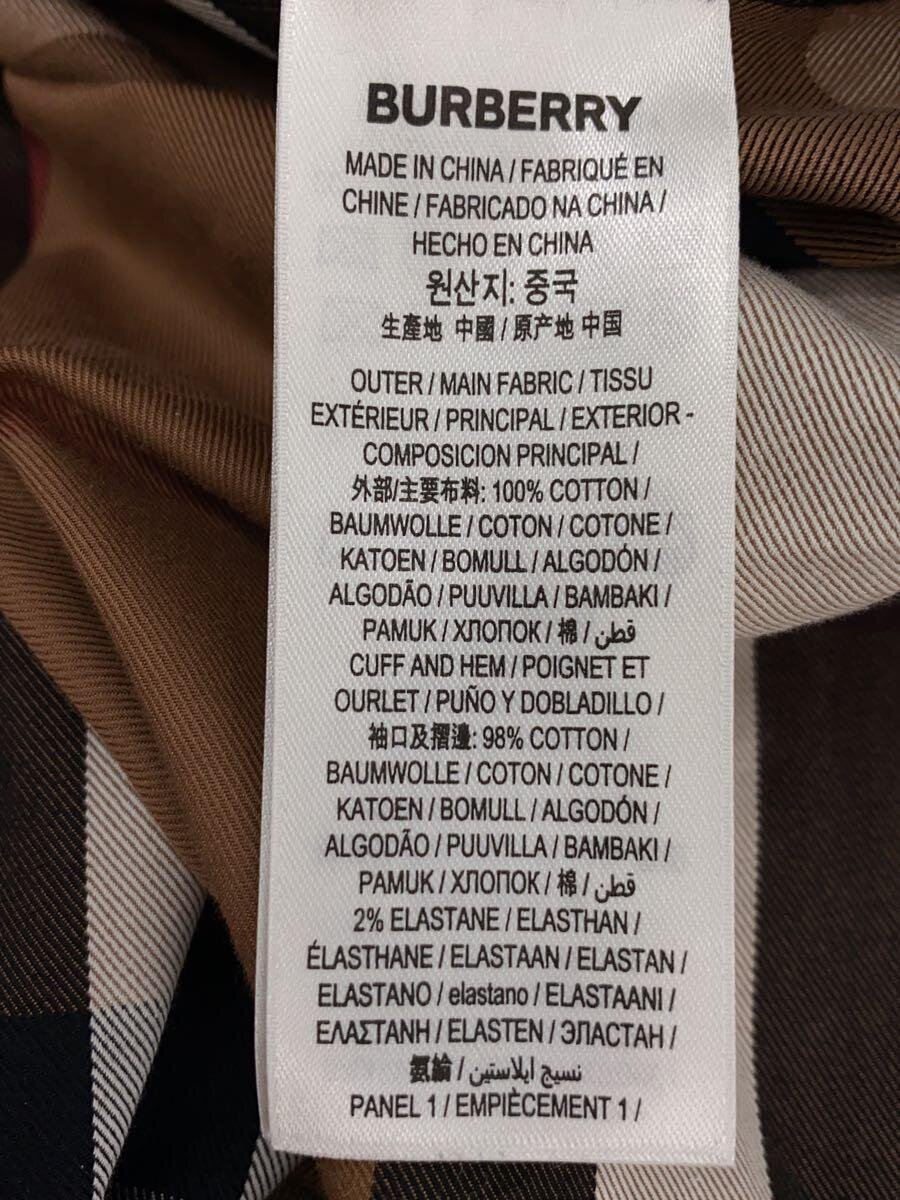 BURBERRY
MADE IN CHINA / FABRIQUÉ EN
CHINE / FABRICADO NA CHINA /
HECHO EN CHINA
원산지: 중국
生產地 中國 / 原产地 中国
OUTER / MAIN FABRIC / TISSU
EXTÉRIEUR / PRINCIPAL / EXTERIOR -
COMPOSICION PRINCIPAL /
外部/主要布料: 100% COTTON /
BAUMWOLLE / COTON / COTONE /
KATOEN / BOMULL / ALGODÓN /
ALGODÃO / PUUVILLA / BAMBAKI /
PAMUK / ХЛОПОК / 棉 / قطن
CUFF AND HEM / POIGNET ET
OURLET / PUÑO Y DOBLADILLO /
袖口及摺邊: 98% COTTON /
BAUMWOLLE / COTON / COTONE /
KATOEN / BOMULL / ALGODÓN /
ALGODÃO / PUUVILLA / BAMBAKI /
PAMUK / ХЛОПОК / 棉 / قطن
2% ELASTANE / ELASTHAN /
ÉLASTHANE / ELASTAAN / ELASTAN /
ELASTANO / elastano / ELASTAANI /
ΕΛΑΣΤΑΝΗ / ELASTEN / ЭЛАСТАН /
氨綸 / نسيج ايلاستين
PANEL 1 / EMPIÈCEMENT 1 /